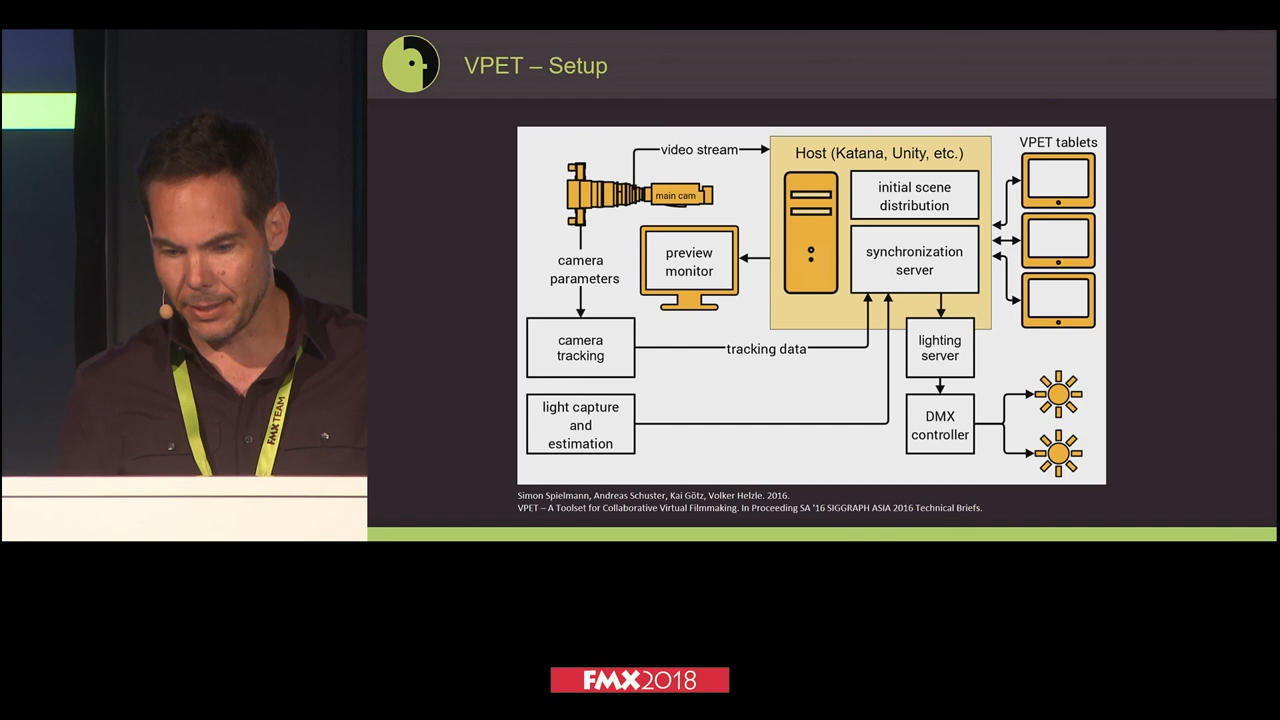 VPET – Setup
video stream
main cam
camera
parameters
preview
monitor
Host (Katana, Unity, etc.)
initial scene
distribution
synchronization
server
VPET tablets
camera
tracking
tracking data
lighting
server
light capture
and
estimation
DMX
controller
Simon Spielmann, Andreas Schuster, Kai Götz, Volker Helzle. 2016.
VPET – A Toolset for Collaborative Virtual Filmmaking. In Proceeding SA '16 SIGGRAPH ASIA 2016 Technical Briefs.
FMX TEAM
FMX2018